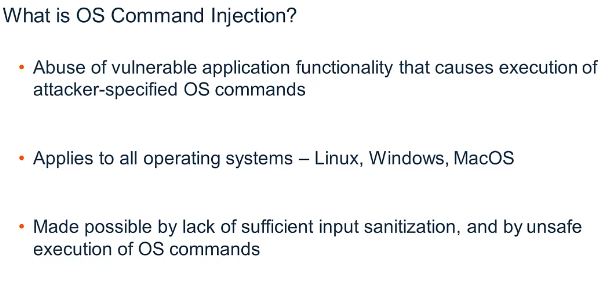 What is OS Command Injection?
• Abuse of vulnerable application functionality that causes execution of
attacker-specified OS commands
• Applies to all operating systems – Linux, Windows, MacOS
• Made possible by lack of sufficient input sanitization, and by unsafe
execution of OS commands